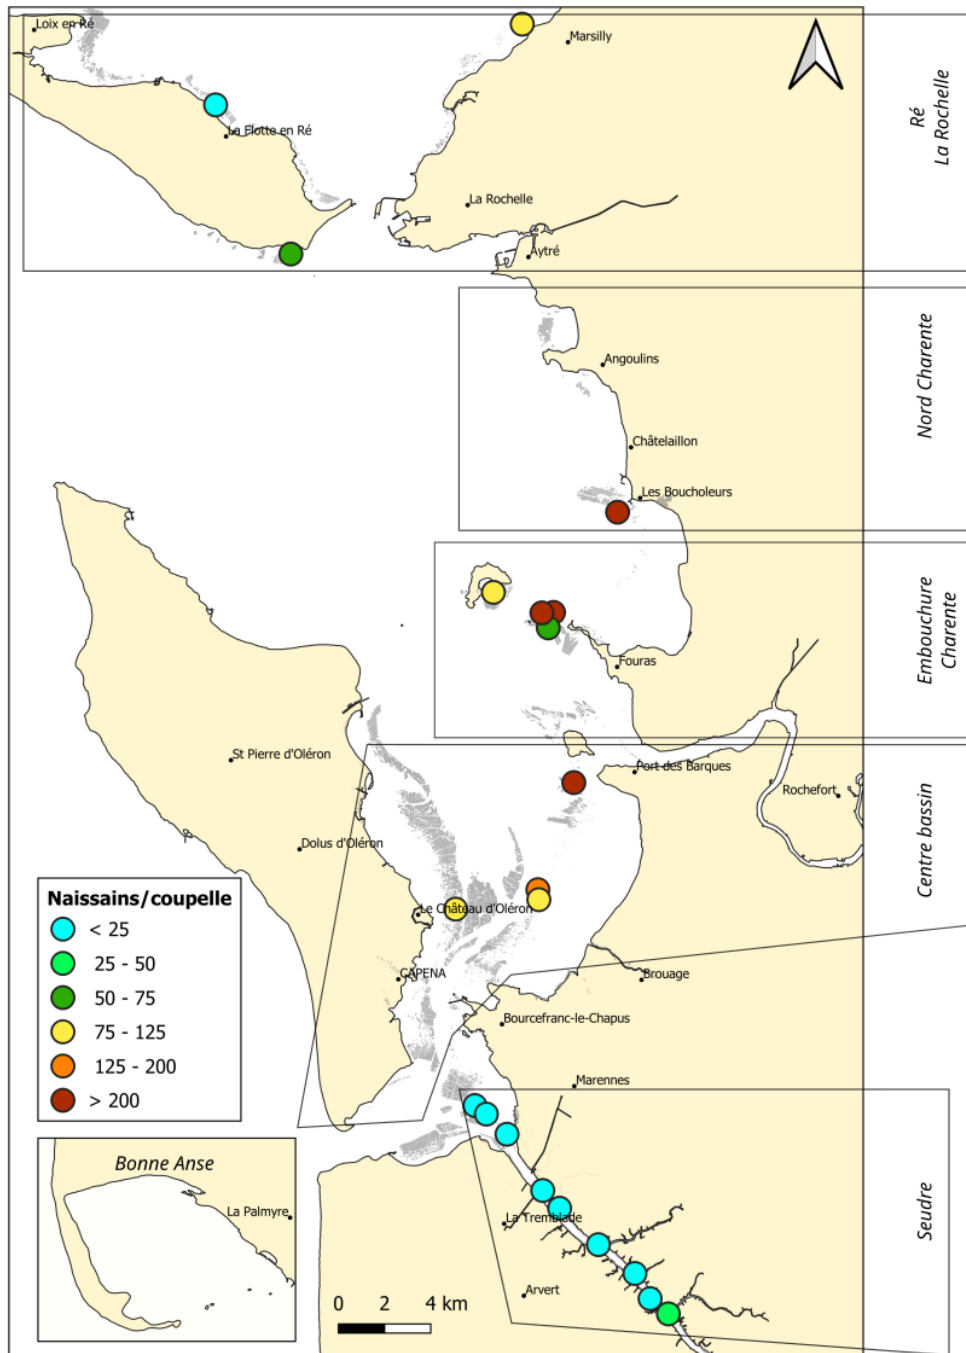 Loix en Ré
Marsilly
La Flotte en Ré
La Rochelle
Aytré
Ré
La Rochelle
Angoulins
Châtelaillon
Les Boucholeurs
Nord Charente
Fouras
Embouchure
Charente
St Pierre d'Oléron
Port des Barques
Rochefort
Dolus d'Oléron
Le Château d'Oléron
CAPENA
Brouage
Bourcefranc-le-Chapus
Centre bassin
Marennes
La Tremblade
Arvert
Seudre
Naissains/coupelle
< 25
25 - 50
50 - 75
75 - 125
125 - 200
> 200
Bonne Anse
La Palmyre
0 2 4 km